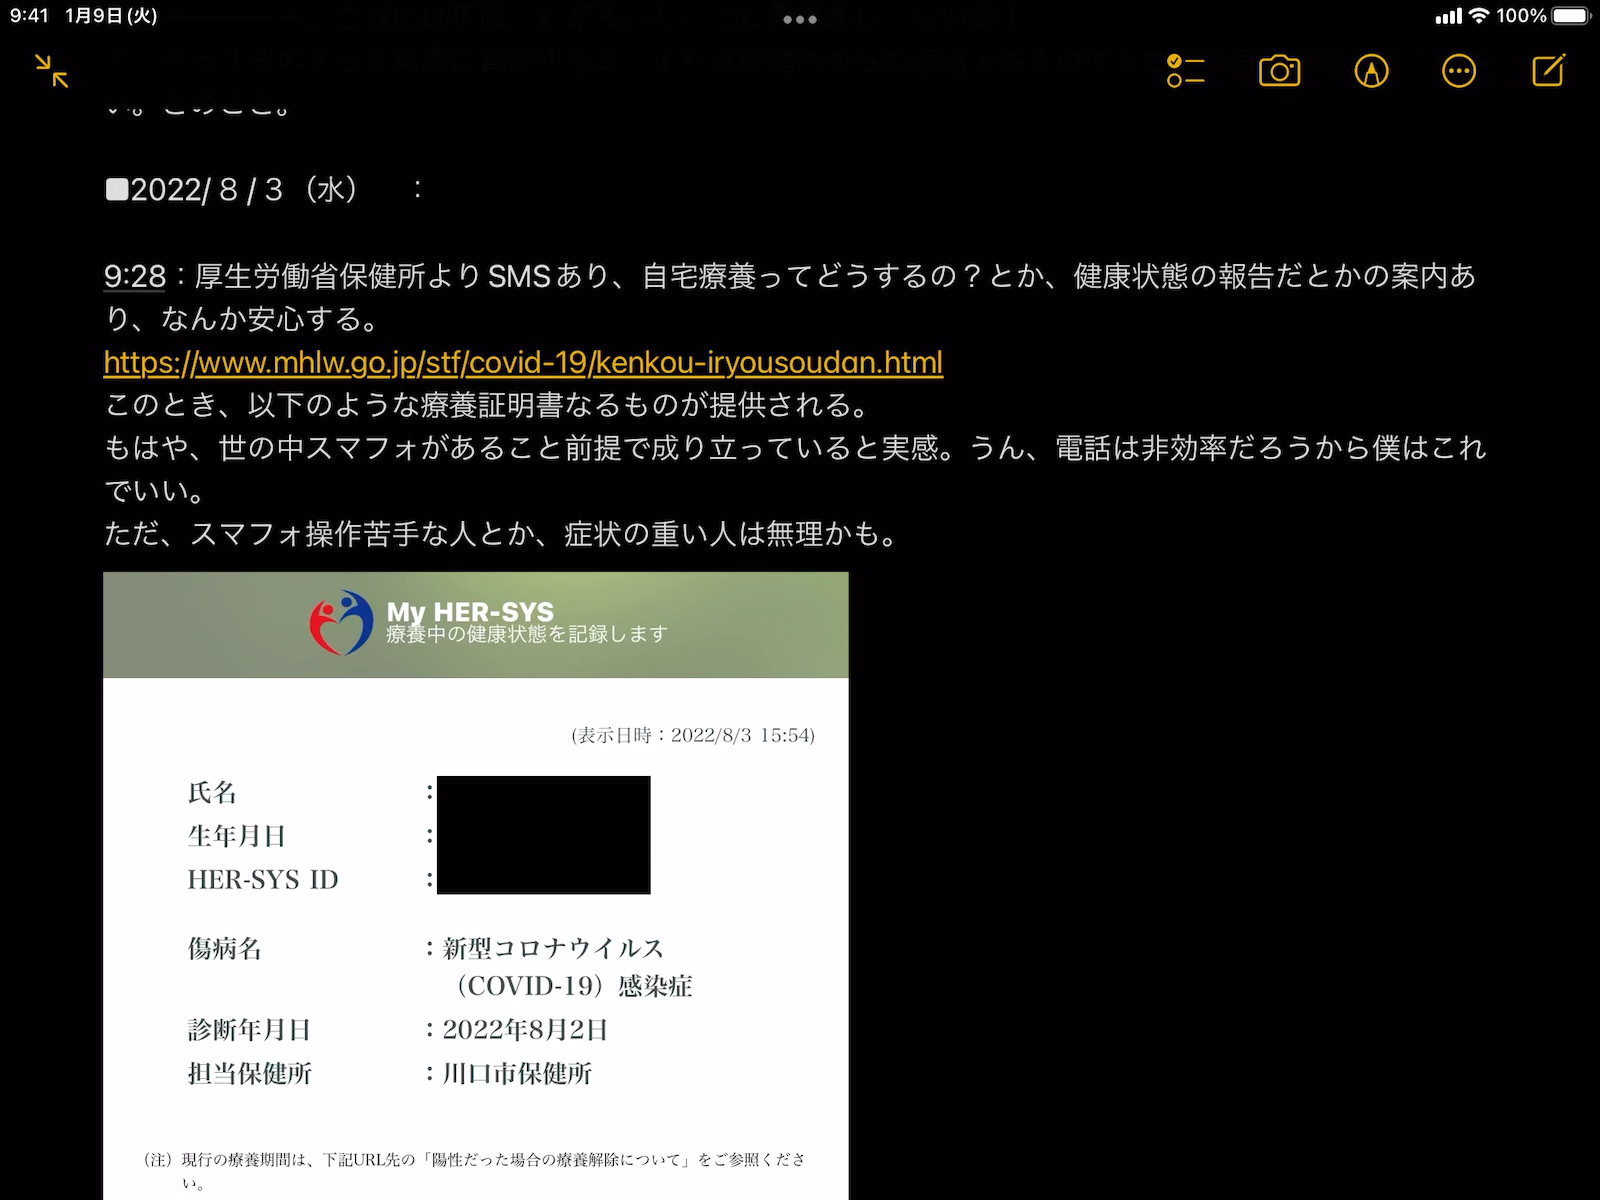 9:41 1月9日(火)
100%
い。とのこと。
■2022/８/３（水）　：
9:28：厚生労働省保健所よりSMSあり、自宅療養ってどうするの？とか、健康状態の報告だとかの案内あ
り、なんか安心する。
https://www.mhlw.go.jp/stf/covid-19/kenkou-iryousoudan.html
このとき、以下のような療養証明書なるものが提供される。
もはや、世の中スマフォがあること前提で成り立っていると実感。うん、電話は非効率だろうから僕はこれ
でいい。
ただ、スマフォ操作苦手な人とか、症状の重い人は無理かも。
My HER-SYS
療養中の健康状態を記録します
(表示日時：2022/8/3 15:54)
氏名 ：
生年月日 ：
HER-SYS ID ：
傷病名 ：新型コロナウイルス
（COVID-19）感染症
診断年月日 ：2022年8月2日
担当保健所 ：川口市保健所
（注）現行の療養期間は、下記URL先の「陽性だった場合の療養解除について」をご参照くださ
い。